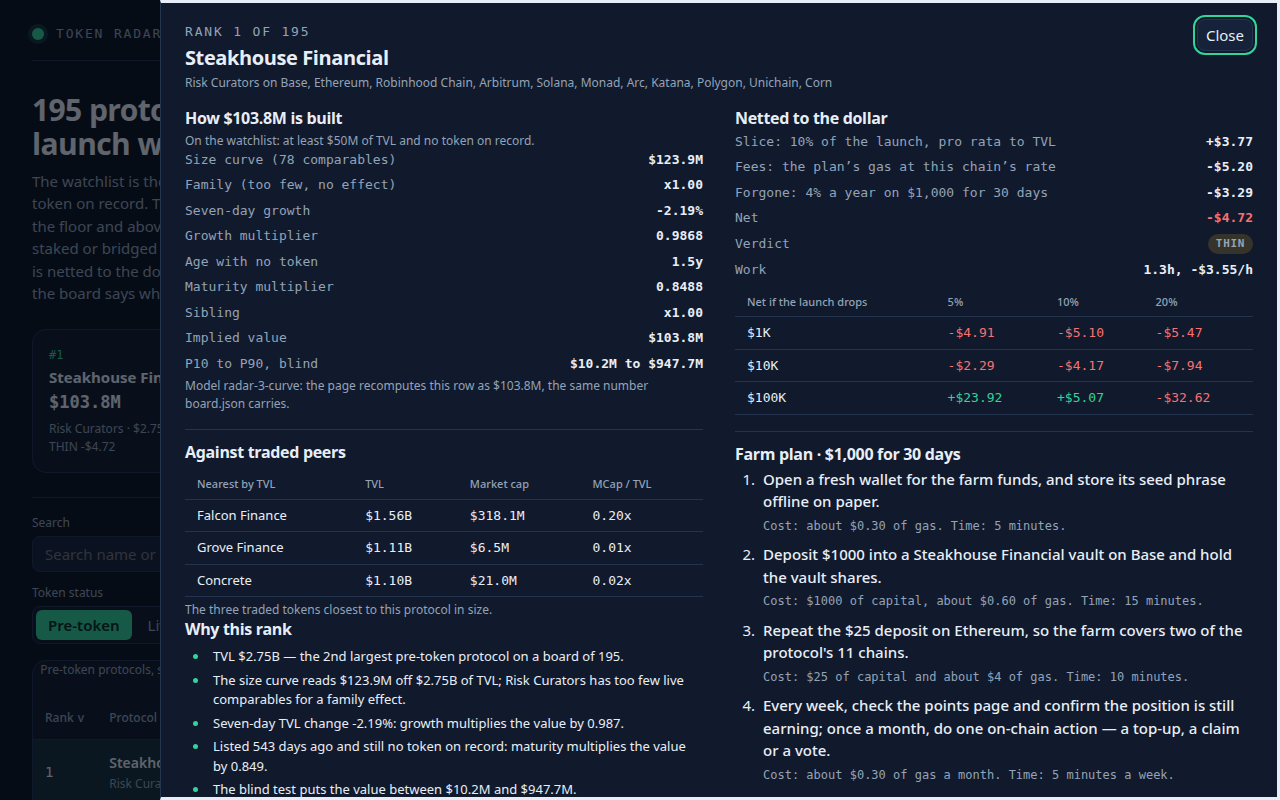 TOKEN RADAR
195 proto
launch w
The watchlist is the
token on record. T
the floor and abov
staked or bridged
is netted to the do
the board says wh
#1
Steakhouse Fin
$103.8M
Risk Curators · $2.75
THIN -$4.72
Search
Search name or
Token status
Pre-token
Li
Pre-token protocols, s
Rank v
Protocol
1
Steakho
Risk Cura
RANK 1 OF 195
Close
Steakhouse Financial
Risk Curators on Base, Ethereum, Robinhood Chain, Arbitrum, Solana, Monad, Arc, Katana, Polygon, Unichain, Corn
How $103.8M is built
On the watchlist: at least $50M of TVL and no token on record.
Size curve (78 comparables) $123.9M
Family (too few, no effect) x1.00
Seven-day growth -2.19%
Growth multiplier 0.9868
Age with no token 1.5y
Maturity multiplier 0.8488
Sibling x1.00
Implied value $103.8M
P10 to P90, blind $10.2M to $947.7M
Model radar-3-curve: the page recomputes this row as $103.8M, the same number
board.json carries.
Against traded peers
Nearest by TVL TVL Market cap MCap / TVL
Falcon Finance $1.56B $318.1M 0.20x
Grove Finance $1.11B $6.5M 0.01x
Concrete $1.10B $21.0M 0.02x
The three traded tokens closest to this protocol in size.
Why this rank
TVL $2.75B — the 2nd largest pre-token protocol on a board of 195.
The size curve reads $123.9M off $2.75B of TVL; Risk Curators has too few live
comparables for a family effect.
Seven-day TVL change -2.19%: growth multiplies the value by 0.987.
Listed 543 days ago and still no token on record: maturity multiplies the value
by 0.849.
The blind test puts the value between $10.2M and $947.7M.
Netted to the dollar
Slice: 10% of the launch, pro rata to TVL +$3.77
Fees: the plan’s gas at this chain’s rate -$5.20
Forgone: 4% a year on $1,000 for 30 days -$3.29
Net -$4.72
Verdict THIN
Work 1.3h, -$3.55/h
Net if the launch drops 5% 10% 20%
$1K -$4.91 -$5.10 -$5.47
$10K -$2.29 -$4.17 -$7.94
$100K +$23.92 +$5.07 -$32.62
Farm plan · $1,000 for 30 days
1. Open a fresh wallet for the farm funds, and store its seed phrase
offline on paper.
Cost: about $0.30 of gas. Time: 5 minutes.
2. Deposit $1000 into a Steakhouse Financial vault on Base and hold
the vault shares.
Cost: $1000 of capital, about $0.60 of gas. Time: 15 minutes.
3. Repeat the $25 deposit on Ethereum, so the farm covers two of the
protocol's 11 chains.
Cost: $25 of capital and about $4 of gas. Time: 10 minutes.
4. Every week, check the points page and confirm the position is still
earning; once a month, do one on-chain action — a top-up, a claim
or a vote.
Cost: about $0.30 of gas a month. Time: 5 minutes a week.